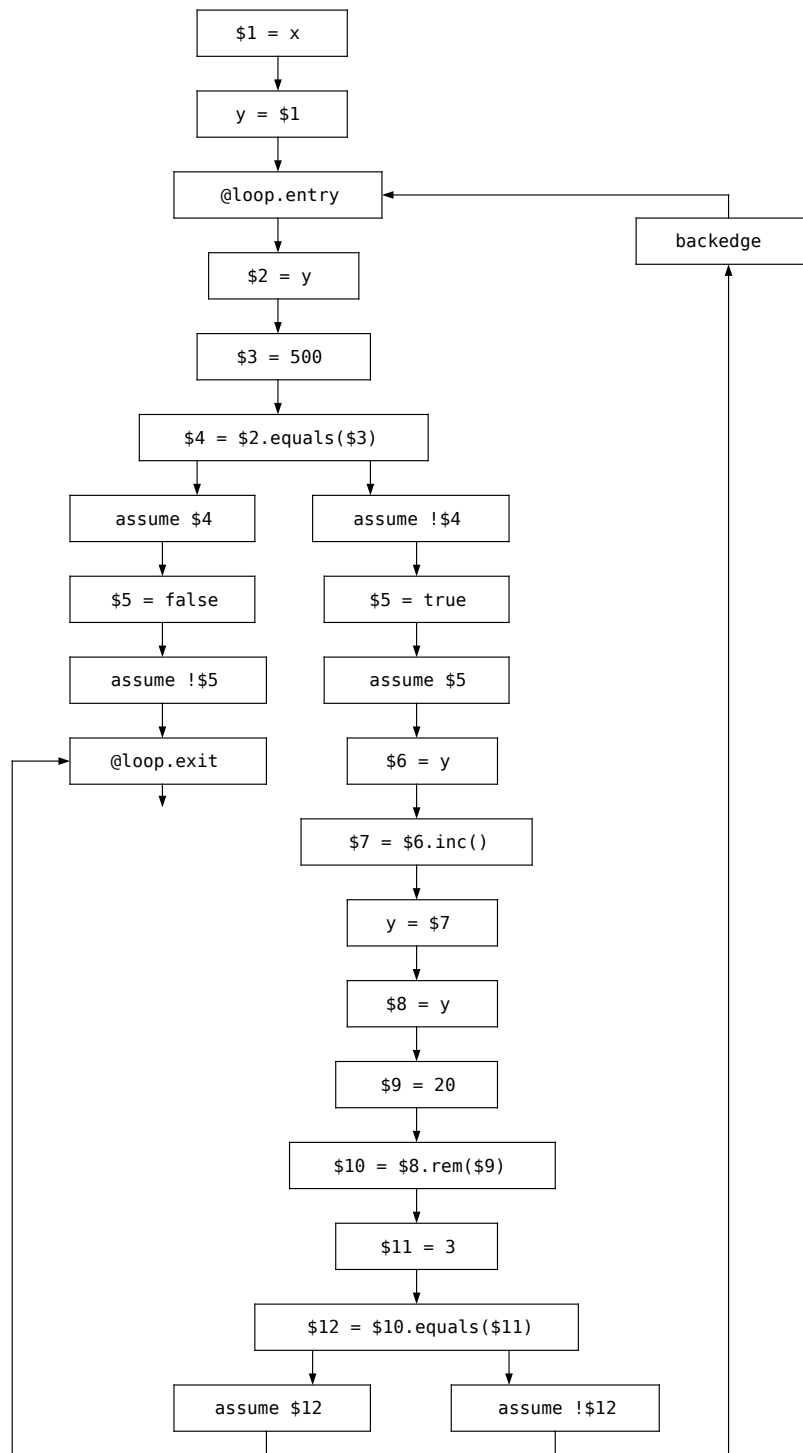 $1 = x
y = $1
@loop.entry
backedge
$2 = y
$3 = 500
$4 = $2.equals($3)
assume $4
assume !$4
$5 = false
$5 = true
assume !$5
assume $5
@loop.exit
$6 = y
$7 = $6.inc()
y = $7
$8 = y
$9 = 20
$10 = $8.rem($9)
$11 = 3
$12 = $10.equals($11)
assume $12
assume !$12